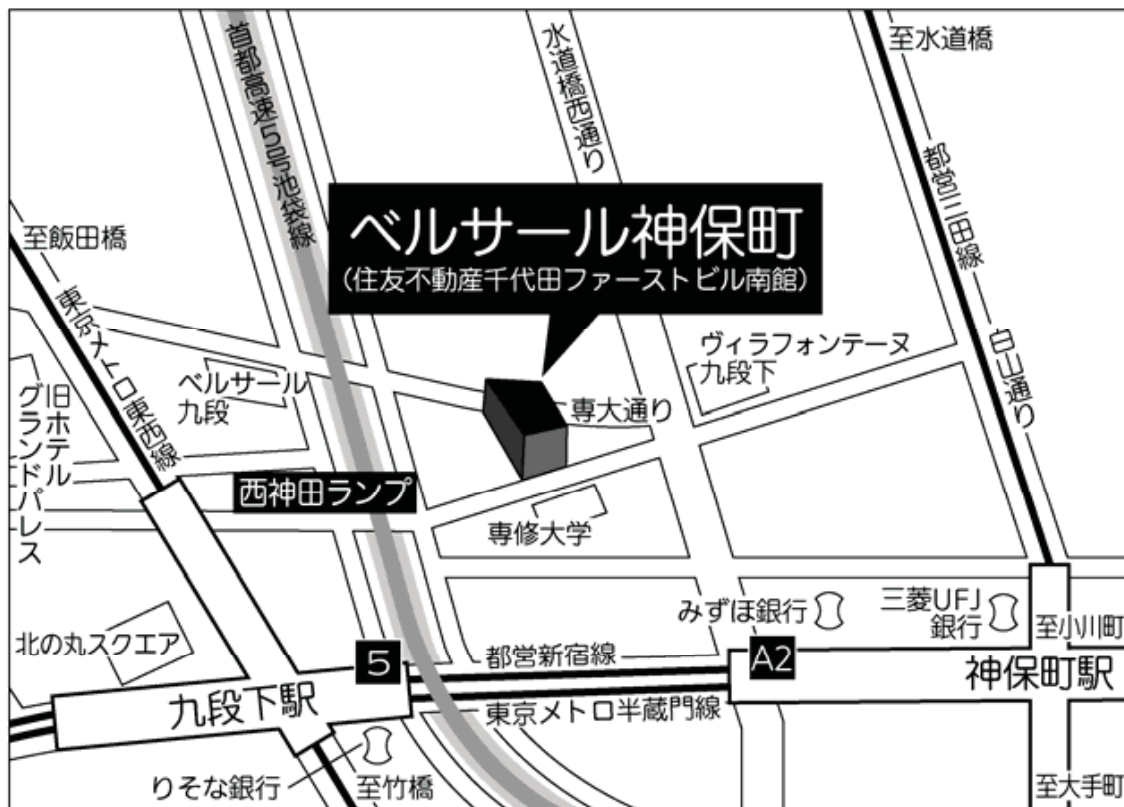 首都高速5号池袋線
水道橋西通り
至水道橋
都営三田線
白山通り
至飯田橋
東京メトロ東西線
ベルサール神保町
(住友不動産千代田ファーストビル南館)
ヴィラフォンテーヌ
九段下
ベルサール
九段
専大通り
旧ホテル
グランドパレス
西神田ランプ
専修大学
みずほ銀行
三菱UFJ
銀行
至小川町
北の丸スクエア
5
都営新宿線
A2
神保町駅
九段下駅
東京メトロ半蔵門線
りそな銀行
至竹橋
至大手町